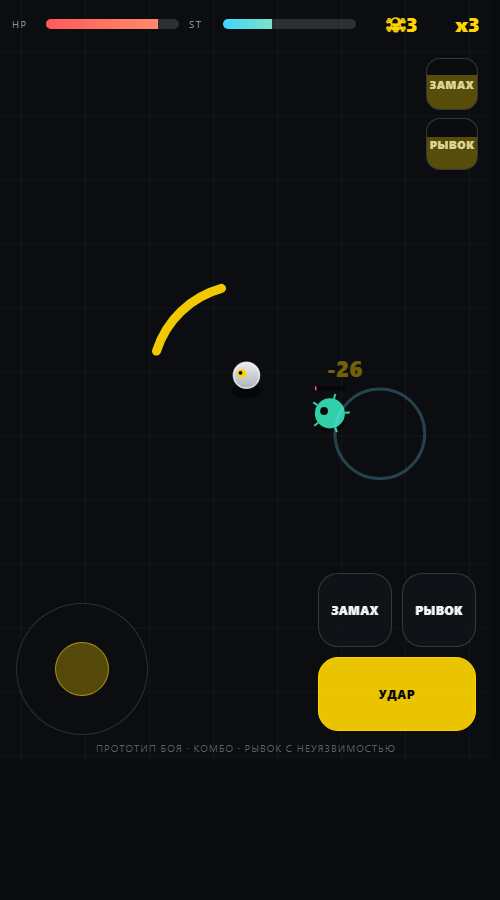 HP ST ☠3 x3
ЗАМАХ
РЫВОК
-26
ЗАМАХ РЫВОК
УДАР
ПРОТОТИП БОЯ · КОМБО · РЫВОК С НЕУЯЗВИМОСТЬЮ